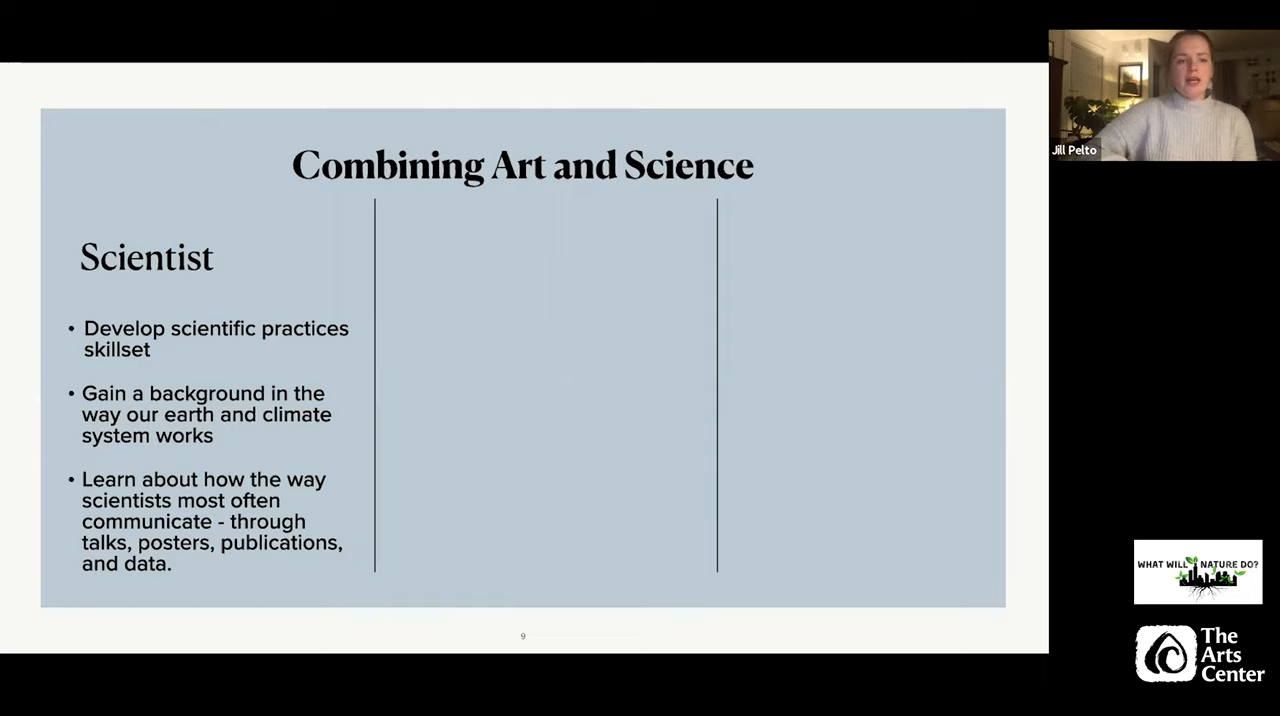 Combining Art and Science
Scientist
• Develop scientific practices
skillset
• Gain a background in the
way our earth and climate
system works
• Learn about how the way
scientists most often
communicate - through
talks, posters, publications,
and data.
9
Jill Pelto
WHAT WILL NATURE DO?
The
Arts
Center